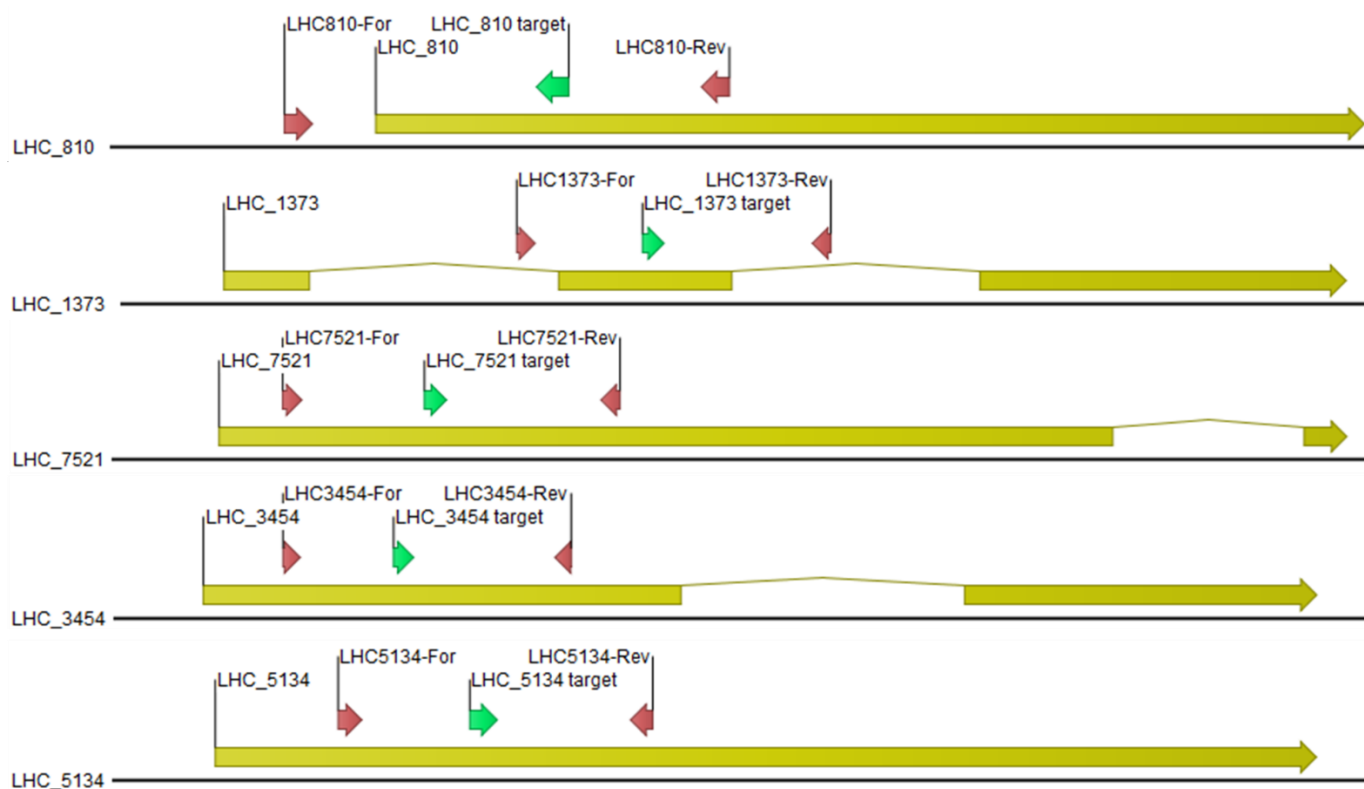 LHC810-For LHC_810 target
LHC_810 LHC810-Rev
LHC_810
LHC1373-For LHC1373-Rev
LHC_1373 LHC_1373 target
LHC_1373
LHC7521-For LHC7521-Rev
LHC_7521 LHC_7521 target
LHC_7521
LHC3454-For LHC3454-Rev
LHC_3454 LHC_3454 target
LHC_3454
LHC5134-For LHC5134-Rev
LHC_5134 LHC_5134 target
LHC_5134